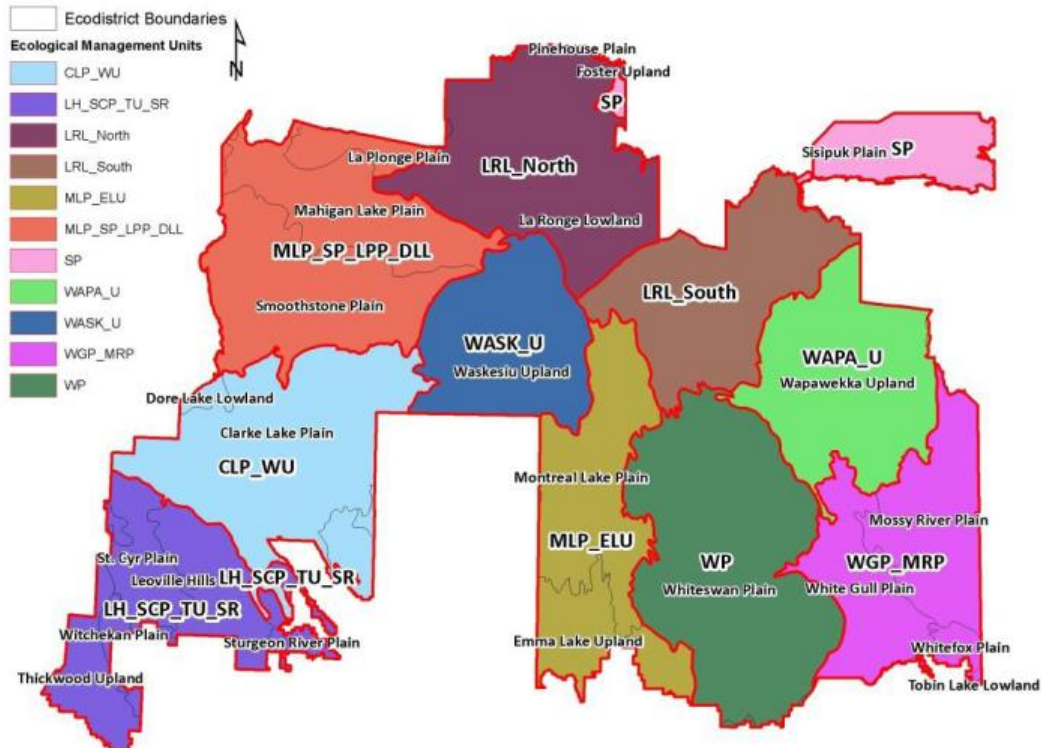 Ecodistrict Boundaries
Ecological Management Units
CLP_WU
LH_SCP_TU_SR
LRL_North
LRL_South
MLP_ELU
MLP_SP_LPP_DLL
SP
WAPA_U
WASK_U
WGP_MRP
WP
N
Pinehouse Plain
Foster Upland
SP
Sisipuk Plain
SP
La Plonge Plain
LRL_North
Mahigan Lake Plain
La Ronge Lowland
MLP_SP_LPP_DLL
LRL_South
Smoothstone Plain
WASK_U
Waskesiu Upland
WAPA_U
Wapawekka Upland
Dore Lake Lowland
Clarke Lake Plain
CLP_WU
Montreal Lake Plain
Mossy River Plain
MLP_ELU
St. Cyr Plain
Leoville Hills
LH_SCP_TU_SR
LH_SCP_TU_SR
WP
Whiteswan Plain
WGP_MRP
White Gull Plain
Witchekan Plain
Sturgeon River Plain
Emma Lake Upland
Whitefox Plain
Thickwood Upland
Tobin Lake Lowland